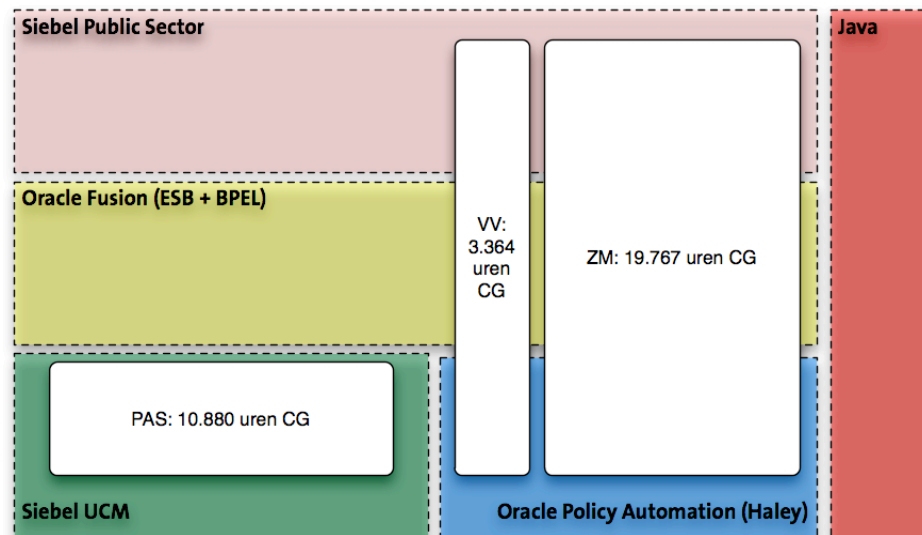 Siebel Public Sector
Java
Oracle Fusion (ESB + BPEL)
VV:
3.364
uren
CG
ZM: 19.767 uren CG
PAS: 10.880 uren CG
Siebel UCM
Oracle Policy Automation (Haley)